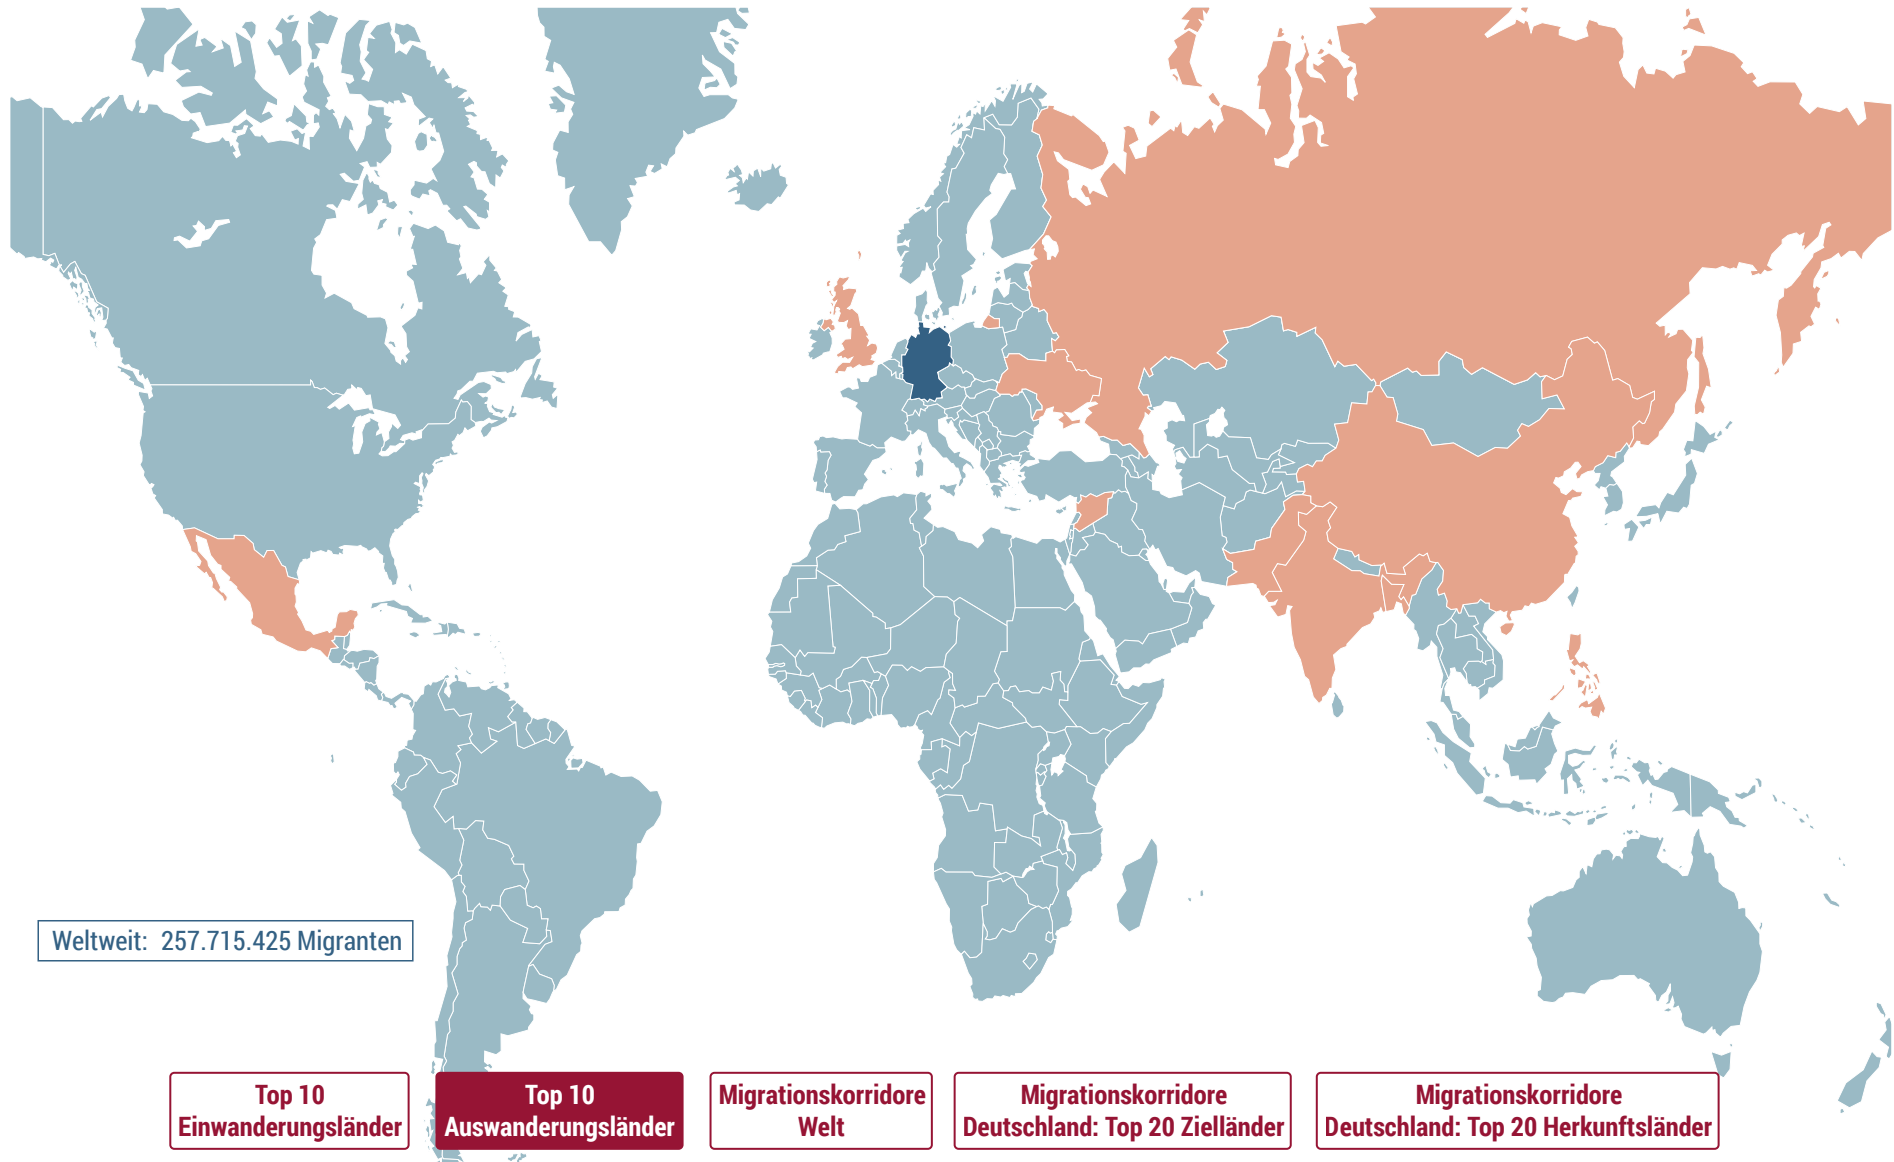 Weltweit: 257.715.425 Migranten
Top 10
Einwanderungsländer
Top 10
Auswanderungsländer
Migrationskorridore
Welt
Migrationskorridore
Deutschland: Top 20 Zielländer
Migrationskorridore
Deutschland: Top 20 Herkunftsländer